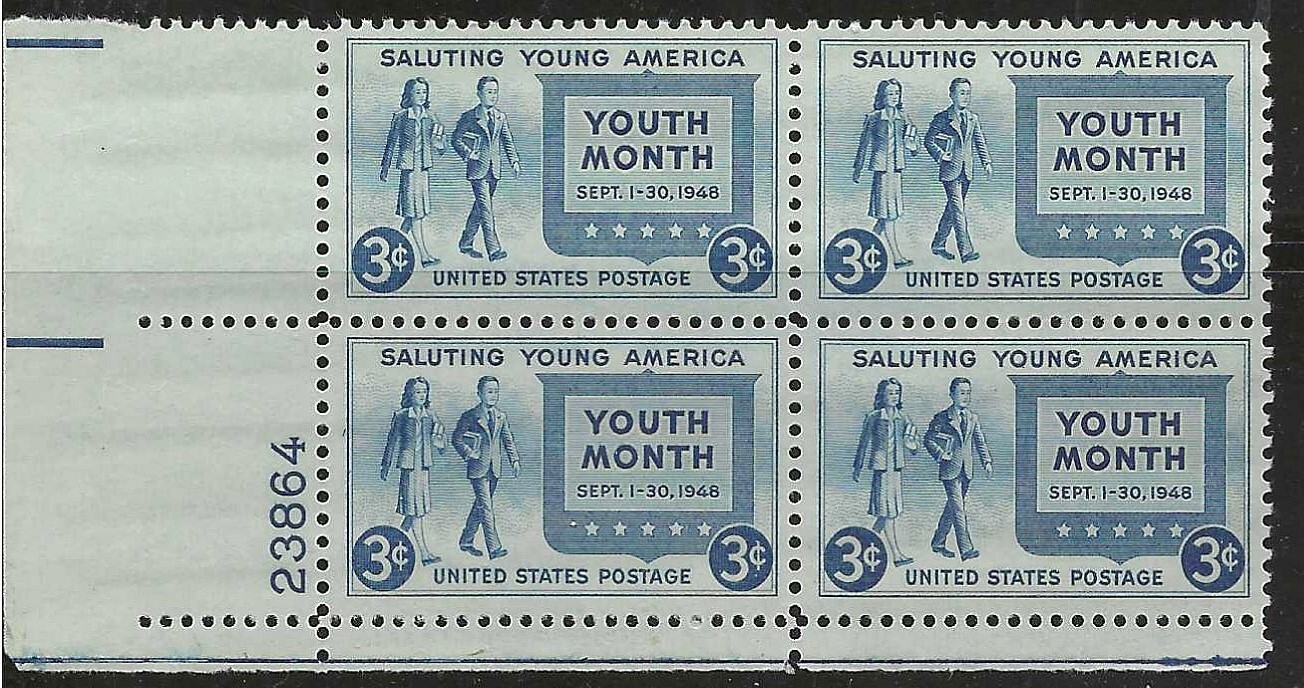 SALUTING YOUNG AMERICA
YOUTH
MONTH
SEPT. 1-30, 1948
3¢ 3¢
UNITED STATES POSTAGE
SALUTING YOUNG AMERICA
YOUTH
MONTH
SEPT. 1-30, 1948
3¢ 3¢
UNITED STATES POSTAGE
23864
SALUTING YOUNG AMERICA
YOUTH
MONTH
SEPT. 1-30, 1948
3¢ 3¢
UNITED STATES POSTAGE
SALUTING YOUNG AMERICA
YOUTH
MONTH
SEPT. 1-30, 1948
3¢ 3¢
UNITED STATES POSTAGE